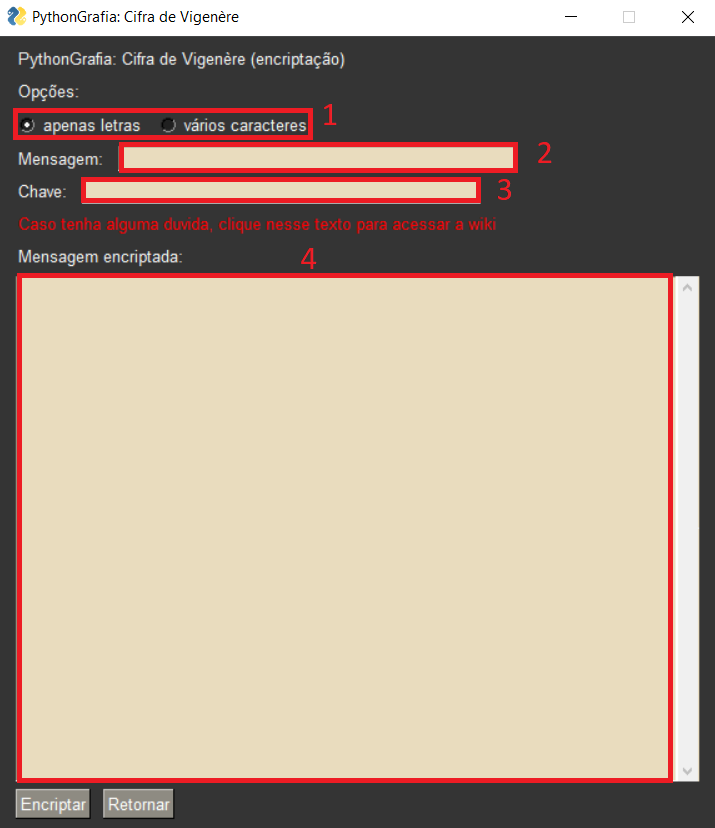 PythonGrafia: Cifra de Vigenère
PythonGrafia: Cifra de Vigenère (encriptação)
Opções:
apenas letras vários caracteres 1
Mensagem: 2
Chave: 3
Caso tenha alguma duvida, clique nesse texto para acessar a wiki
Mensagem encriptada: 4
Encriptar Retornar